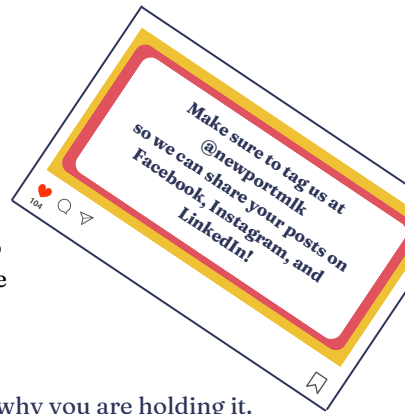 Make sure to tag us at
@newportmlk
so we can share your posts on
Facebook, Instagram, and
LinkedIn!
104
why you are holding it.